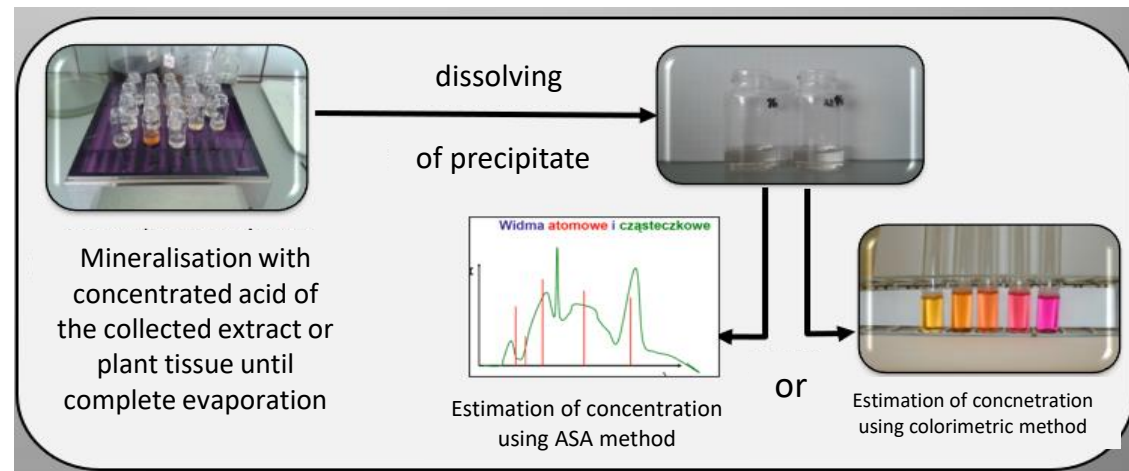 dissolving
of precipitate
Mineralisation with
concentrated acid of
the collected extract or
plant tissue until
complete evaporation
Widma atomowe i cząsteczkowe
Estimation of concentration
using ASA method
or
Estimation of concnetration
using colorimetric method